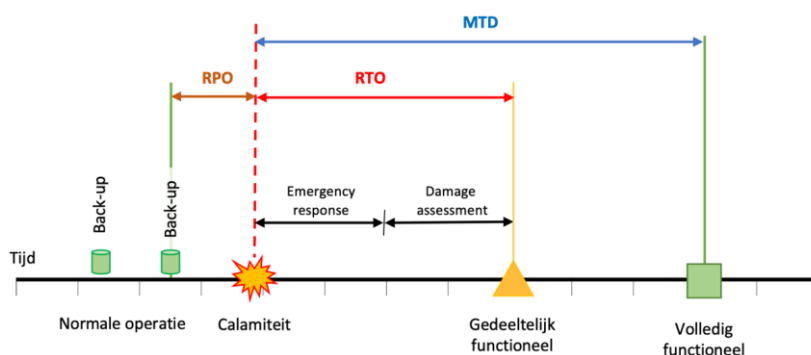 MTD
RPO
RTO
Back-up
Back-up
Emergency
response
Damage
assessment
Tijd
Normale operatie
Calamiteit
Gedeeltelijk
functioneel
Volledig
functioneel